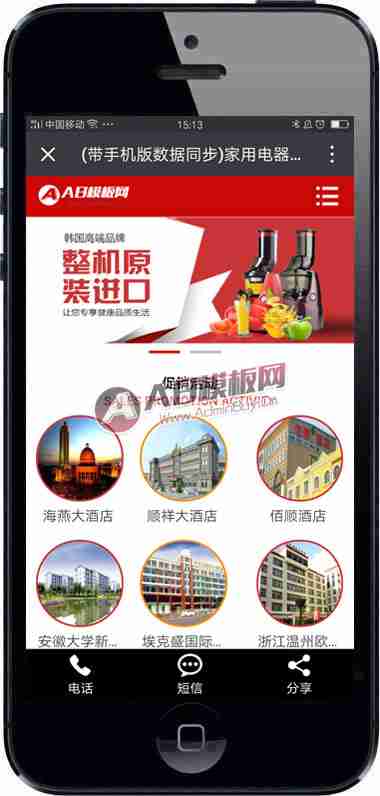 中国移动
15:13
(带手机版数据同步)家用电器...
AB模板网
韩国高端品牌
整机原
装进口
让您专享健康品质生活
促销活动
SALES PROMOTION ACTIVITI
AB模板网
www.AdminBuy.Cn
海燕大酒店
顺祥大酒店
佰顺酒店
安徽大学新...
埃克盛国际...
浙江温州欧...
电话
短信
分享